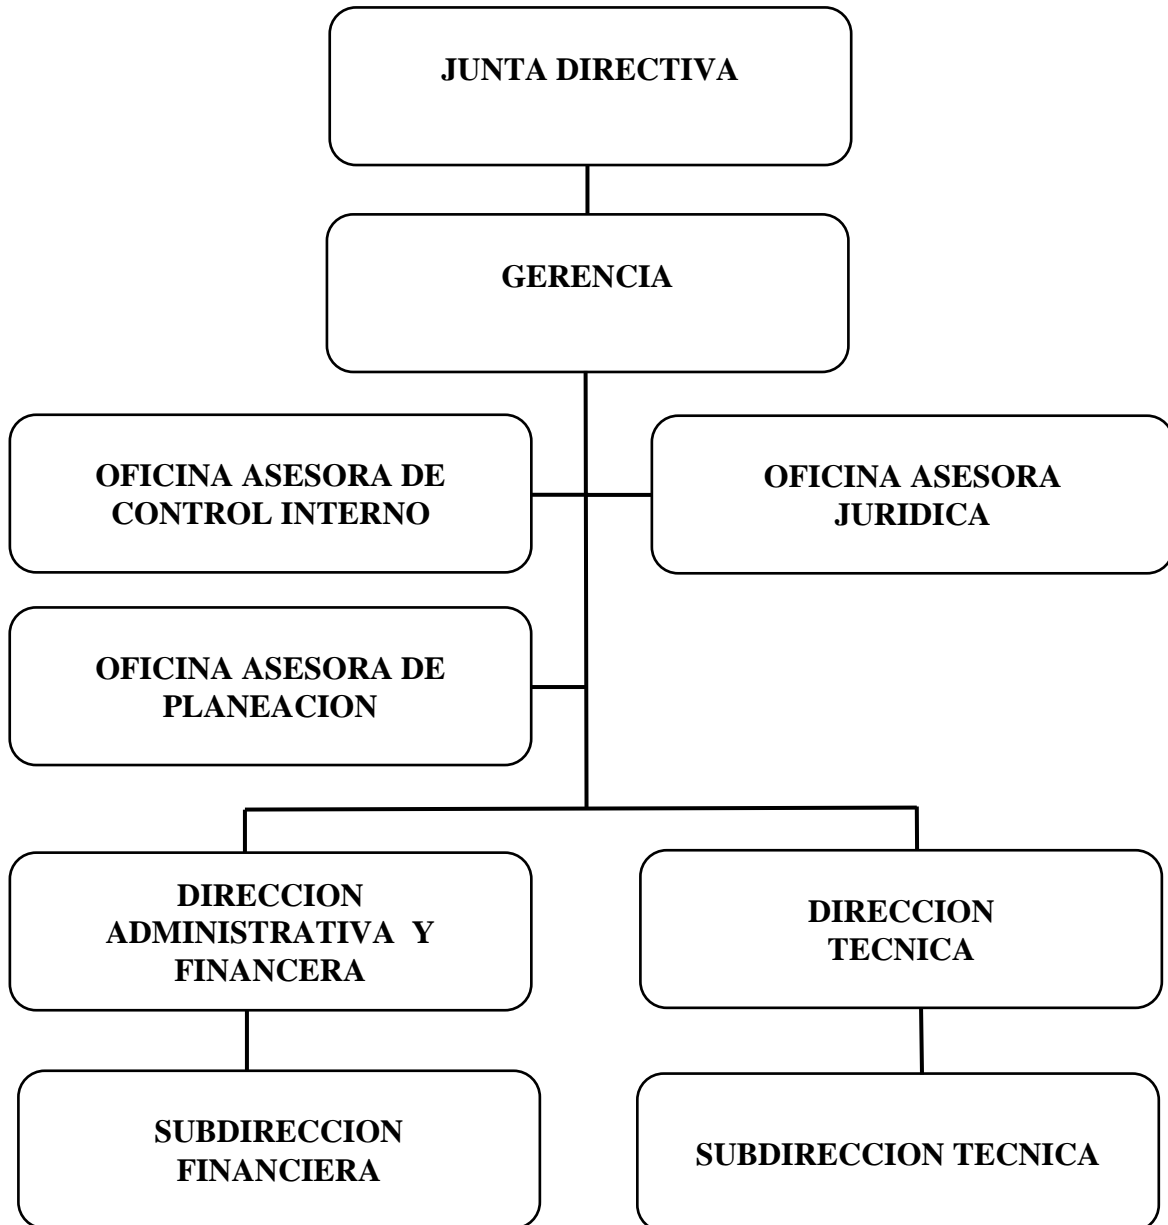 JUNTA DIRECTIVA
GERENCIA
OFICINA ASESORA DE
CONTROL INTERNO
OFICINA ASESORA
JURIDICA
OFICINA ASESORA DE
PLANEACION
DIRECCION
ADMINISTRATIVA Y
FINANCERA
DIRECCION
TECNICA
SUBDIRECCION
FINANCIERA
SUBDIRECCION TECNICA